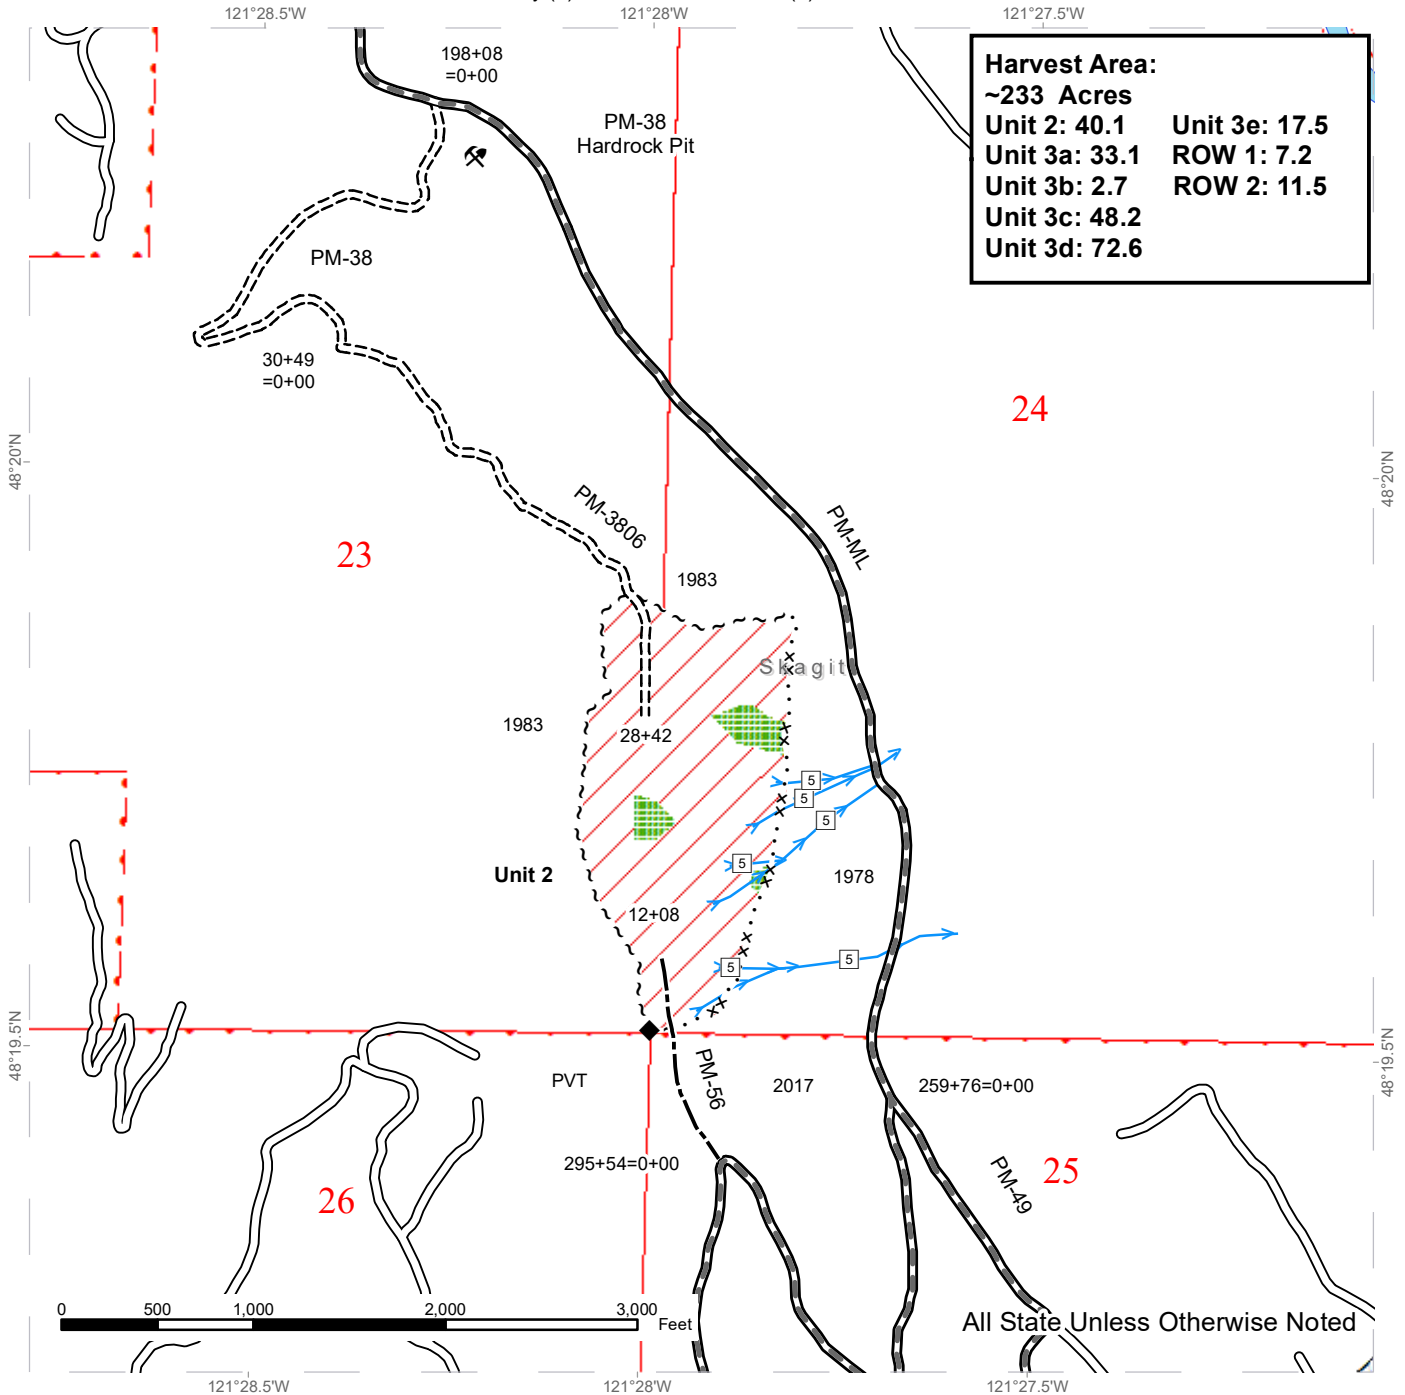 121°28.5'W
121°28'W
121°27.5'W
198+08
=0+00
PM-38
Hardrock Pit
Harvest Area:
~233 Acres
Unit 2: 40.1 Unit 3e: 17.5
Unit 3a: 33.1 ROW 1: 7.2
Unit 3b: 2.7 ROW 2: 11.5
Unit 3c: 48.2
Unit 3d: 72.6
PM-38
30+49
=0+00
24
48°20'N
48°20'N
PM-3806
PM-ML
23
1983
Skagit
1983
28+42
5
5
5
5
Unit 2
1978
12+08
5
5
48°19.5'N
48°19.5'N
PVT
PM-56
2017
259+76=0+00
295+54=0+00
PM-49
25
26
0 500 1,000 2,000 3,000
Feet
All State Unless Otherwise Noted
121°28.5'W
121°28'W
121°27.5'W